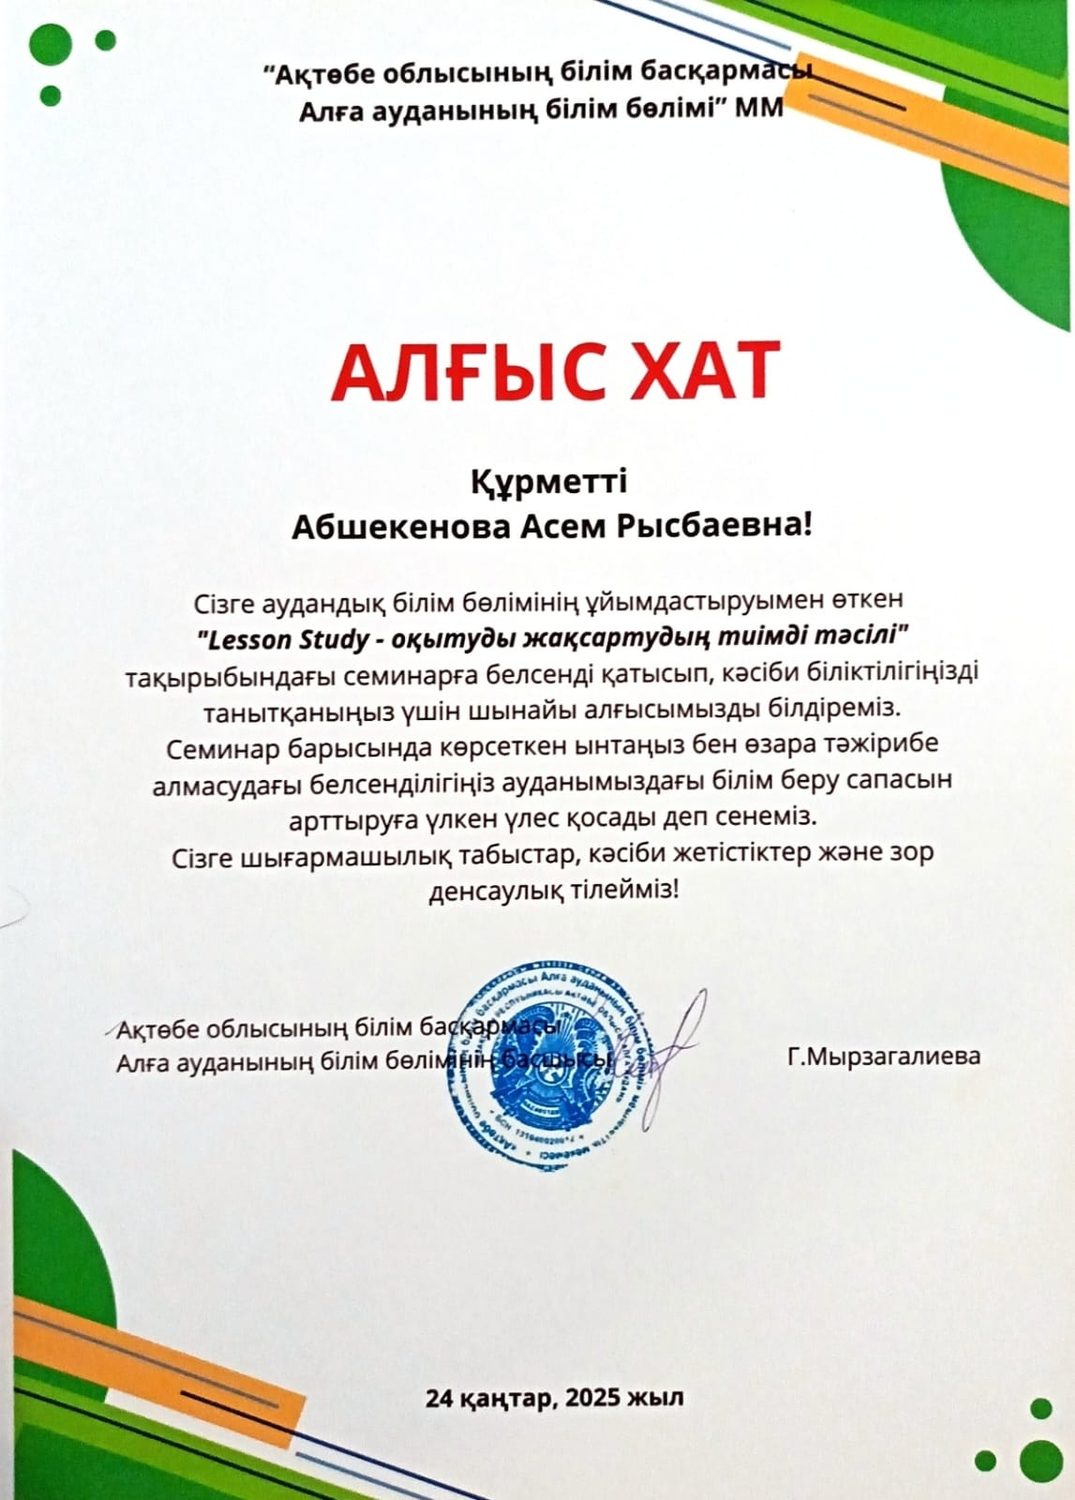 “Ақтөбе облысының білім басқармасы
Алға ауданының білім бөлімі” ММ
АЛҒЫС ХАТ
Құрметті
Абшекенова Асем Рысбаевна!
Сізге аудандық білім бөлімінің ұйымдастыруымен өткен
"Lesson Study - оқытуды жақсартудың тиімді тәсілі"
тақырыбындағы семинарға белсенді қатысып, кәсіби біліктілігіңізді
танытқаныңыз үшін шынайы алғысымызды білдіреміз.
Семинар барысында көрсеткен ынтаңыз бен өзара тәжірибе
алмасудағы белсенділігіңіз ауданымыздағы білім беру сапасын
арттыруға үлкен үлес қосады деп сенеміз.
Сізге шығармашылық табыстар, кәсіби жетістіктер және зор
денсаулық тілейміз!
Ақтөбе облысының білім басқармасы
Алға ауданының білім бөлімінің басшысы
Г.Мырзагалиева
24 қаңтар, 2025 жыл